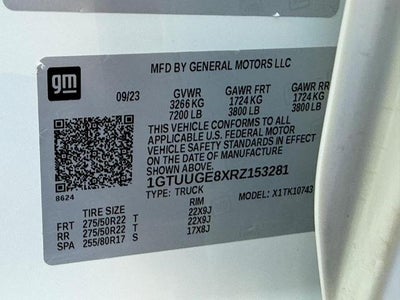 gm
MFD BY GENERAL MOTORS LLC
09/23 GVWR GAWR FRT GAWR RR
3266 KG 1724 KG 1724 KG
7200 LB 3800 LB 3800 LB
THIS VEHICLE CONFORMS TO ALL
APPLICABLE U.S. FEDERAL MOTOR
VEHICLE SAFETY STANDARDS IN EFFECT
ON THE DATE OF MANUFACTURE
SHOWN ABOVE.
1GTUUGE8XRZ153281
8624 TYPE: TRUCK MODEL: X1TK10743
TIRE SIZE RIM
FRT 275/50R22 T 22X9J
RR 275/50R22 T 22X9J
SPA 255/80R17 S 17X8J